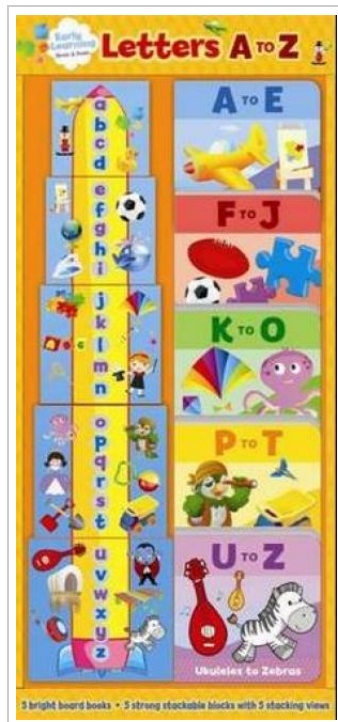 Early
Learning
Letters A TO Z
a
b
c
d
e
f
g
h
i
j
k
l
m
n
o
p
q
r
s
t
u
v
w
x
y
z
A TO E
F TO J
K TO O
P TO T
U TO Z
Ukuleles to Zebras
5 bright board books • 5 strong stackable blocks with 5 stacking views